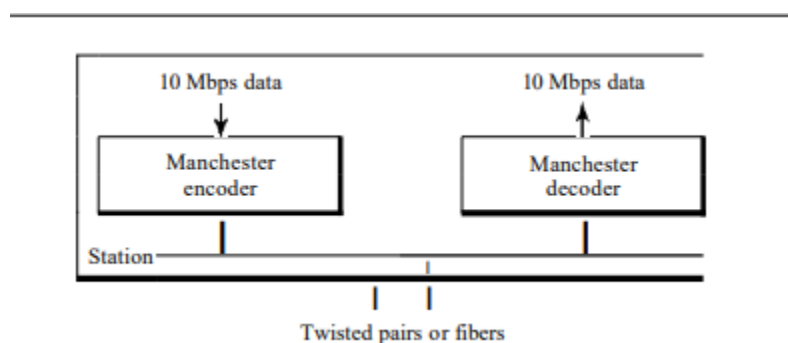 10 Mbps data
10 Mbps data
Manchester
encoder
Manchester
decoder
Station
Twisted pairs or fibers